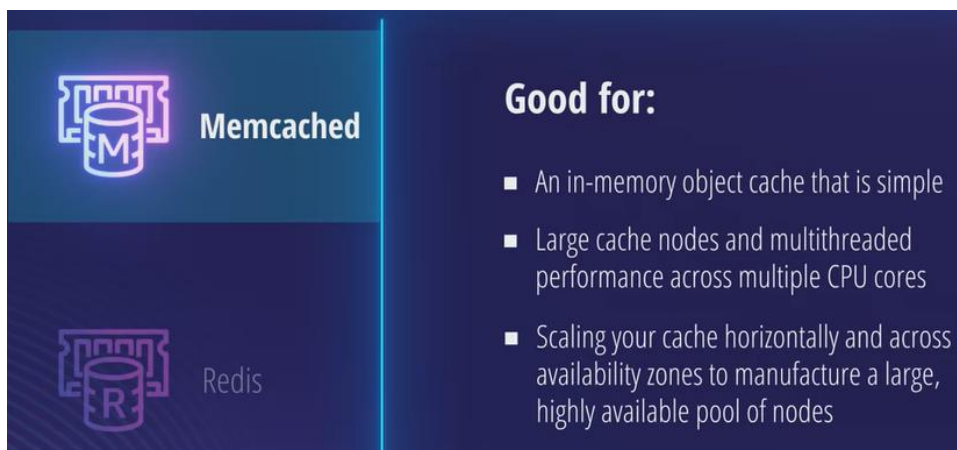 M
Memcached
R
Redis
Good for:
▪ An in-memory object cache that is simple
▪ Large cache nodes and multithreaded
performance across multiple CPU cores
▪ Scaling your cache horizontally and across
availability zones to manufacture a large,
highly available pool of nodes